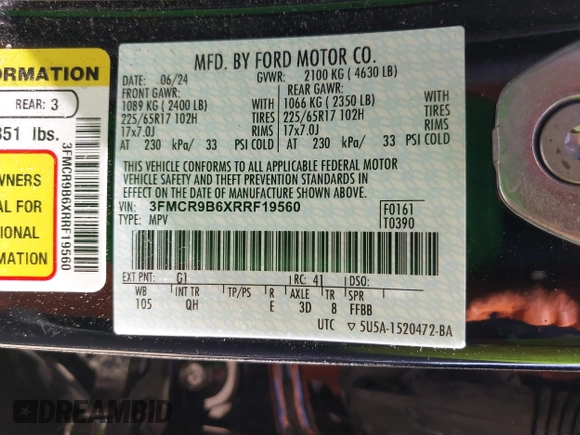 MFD. BY FORD MOTOR CO.
DATE: 06/24 GVWR: 2100 KG ( 4630 LB)
FRONT GAWR: REAR GAWR:
1089 KG ( 2400 LB) 1066 KG ( 2350 LB)
225/65R17 102H TIRES 225/65R17 102H TIRES
17x7.0J RIMS 17x7.0J RIMS
AT 230 kPa/ 33 PSI COLD AT 230 kPa/ 33 PSI COLD
THIS VEHICLE CONFORMS TO ALL APPLICABLE FEDERAL MOTOR
VEHICLE SAFETY AND THEFT PREVENTION STANDARDS IN
EFFECT ON THE DATE OF MANUFACTURE SHOWN ABOVE.
VIN: 3FMCR9B6XRRF19560 F0161
TYPE: MPV T0390
EXT PNT: G1 RC: 41 DSO:
WB INT TR TP/PS R AXLE TR SPR
105 QH E 3D 8 FFBB
UTC ▽ 5U5A-1520472-BA
ORMATION
REAR: 3
851 lbs.
WNERS
AL FOR
TIONAL
MATION
3FMCR9B6XRRF19560
DREAMBID